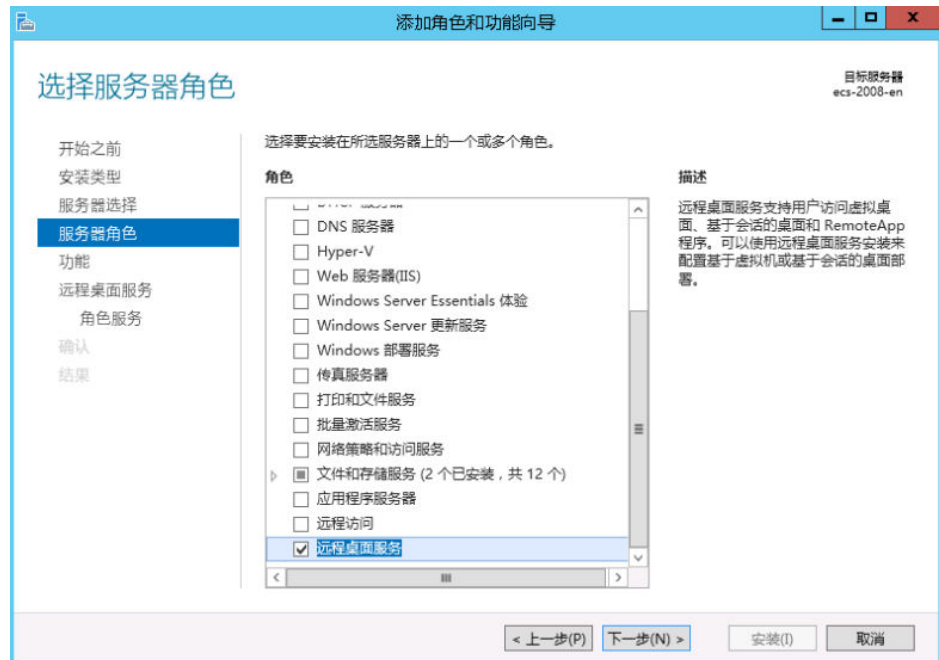 添加角色和功能向导
选择服务器角色
目标服务器
ecs-2008-en
开始之前
安装类型
服务器选择
服务器角色
功能
远程桌面服务
角色服务
确认
结果
选择要安装在所选服务器上的一个或多个角色。
角色
DNS 服务器
Hyper-V
Web 服务器(IIS)
Windows Server Essentials 体验
Windows Server 更新服务
Windows 部署服务
传真服务器
打印和文件服务
批量激活服务
网络策略和访问服务
文件和存储服务 (2 个已安装，共 12 个)
应用程序服务器
远程访问
远程桌面服务
描述
远程桌面服务支持用户访问虚拟桌
面、基于会话的桌面和 RemoteApp
程序。可以使用远程桌面服务安装来
配置基于虚拟机或基于会话的桌面部
署。
< 上一步(P)
下一步(N) >
安装(I)
取消